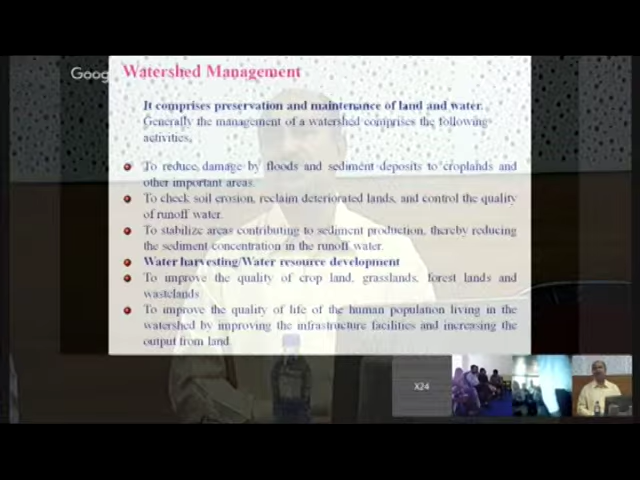 Watershed Management
It comprises preservation and maintenance of land and water.
Generally the management of a watershed comprises the following
activities,
To reduce damage by floods and sediment deposits to croplands and
other important areas.
To check soil erosion, reclaim deteriorated lands, and control the quality
of runoff water.
To stabilize areas contributing to sediment production, thereby reducing
the sediment concentration in the runoff water.
Water harvesting/Water resource development
To improve the quality of crop land, grasslands, forest lands and
wastelands
To improve the quality of life of the human population living in the
watershed by improving the infrastructure facilities and increasing the
output from land
X24